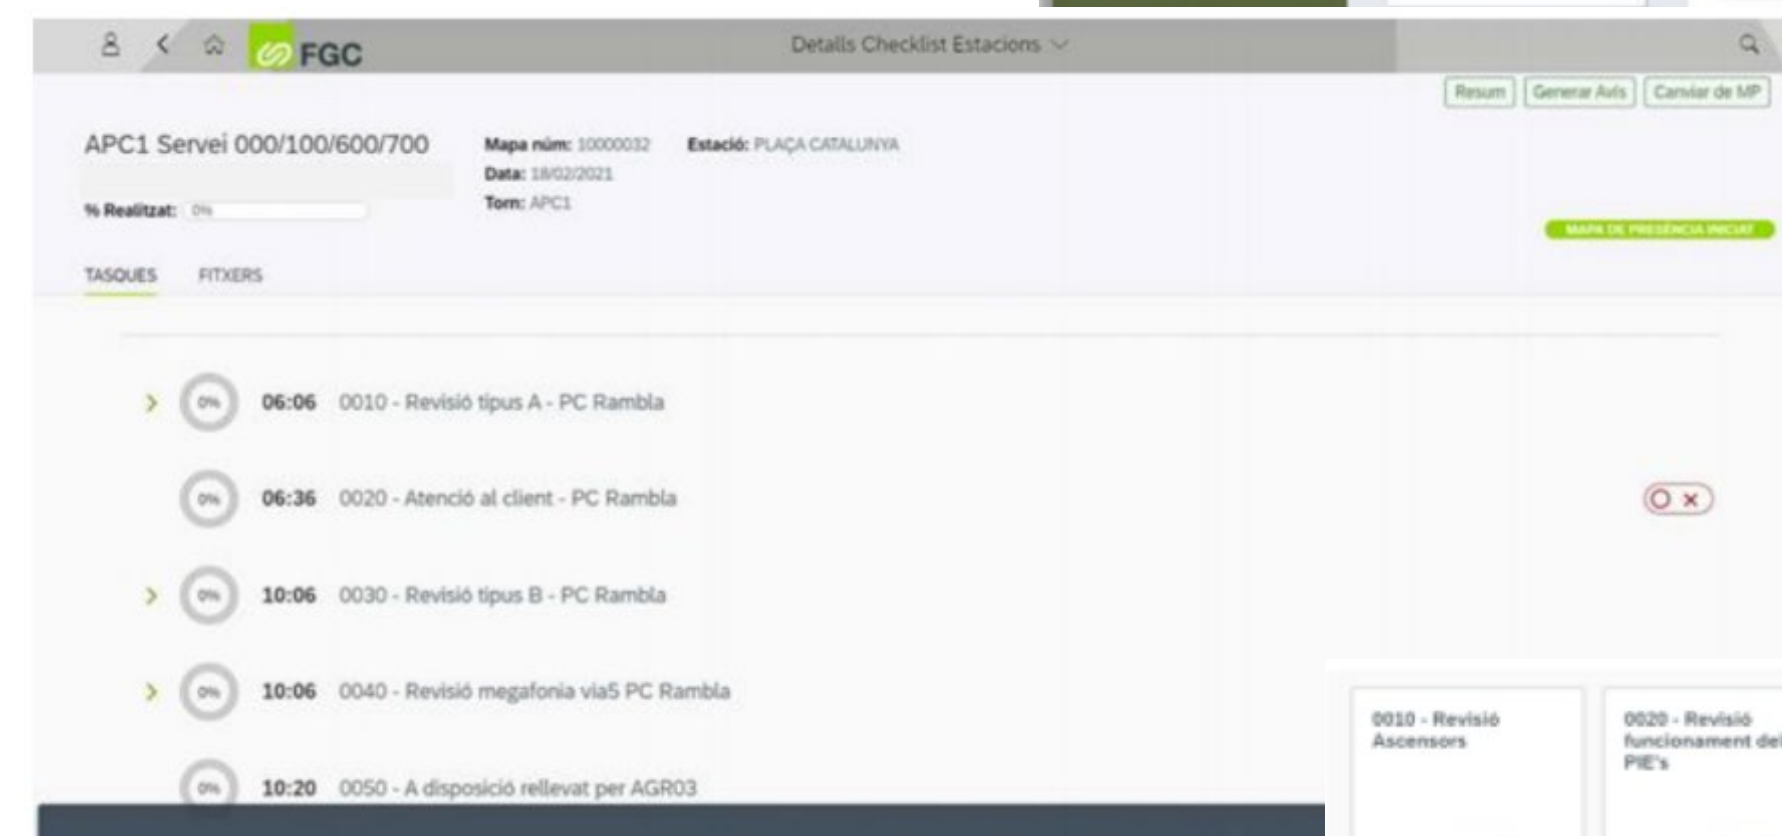 FGC
Detalls Checklist Estacions
Resum
Generar Avís
Canviar de MP
APC1 Servei 000/100/600/700
Mapa núm: 10000032
Estació: PLAÇA CATALUNYA
Data: 18/02/2021
% Realitzat: 0%
Torn: APC1
MAPA DE PRESÈNCIA INICIAT
TASQUES
FITXERS
0% 06:06 0010 - Revisió tipus A - PC Rambla
0% 06:36 0020 - Atenció al client - PC Rambla
0% 10:06 0030 - Revisió tipus B - PC Rambla
0% 10:06 0040 - Revisió megafonia via5 PC Rambla
0% 10:20 0050 - A disposició rellevat per AGR03
0010 - Revisió
Ascensors
0020 - Revisió
funcionament del
PIE's